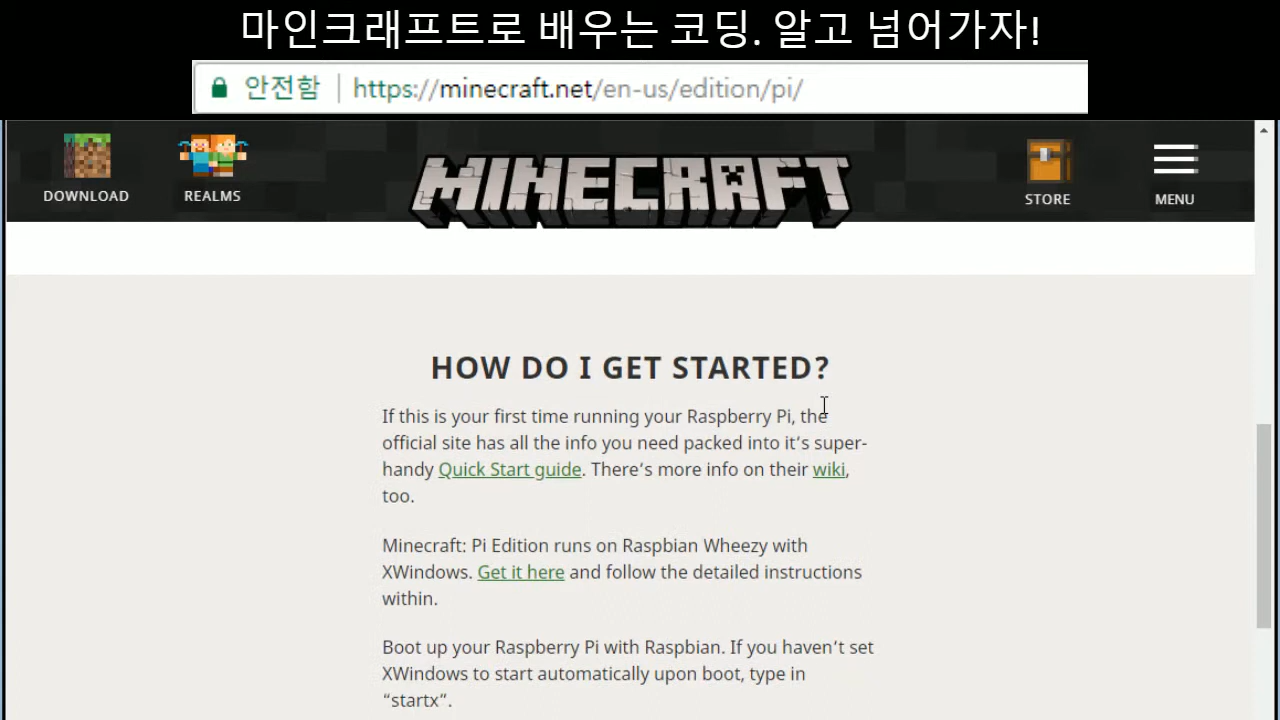 마인크래프트로 배우는 코딩. 알고 넘어가자!
안전함 https://minecraft.net/en-us/edition/pi/
DOWNLOAD REALMS MINECRAFT STORE MENU
HOW DO I GET STARTED?
If this is your first time running your Raspberry Pi, the
official site has all the info you need packed into it's super-
handy Quick Start guide. There's more info on their wiki,
too.
Minecraft: Pi Edition runs on Raspbian Wheezy with
XWindows. Get it here and follow the detailed instructions
within.
Boot up your Raspberry Pi with Raspbian. If you haven't set
XWindows to start automatically upon boot, type in
“startx”.